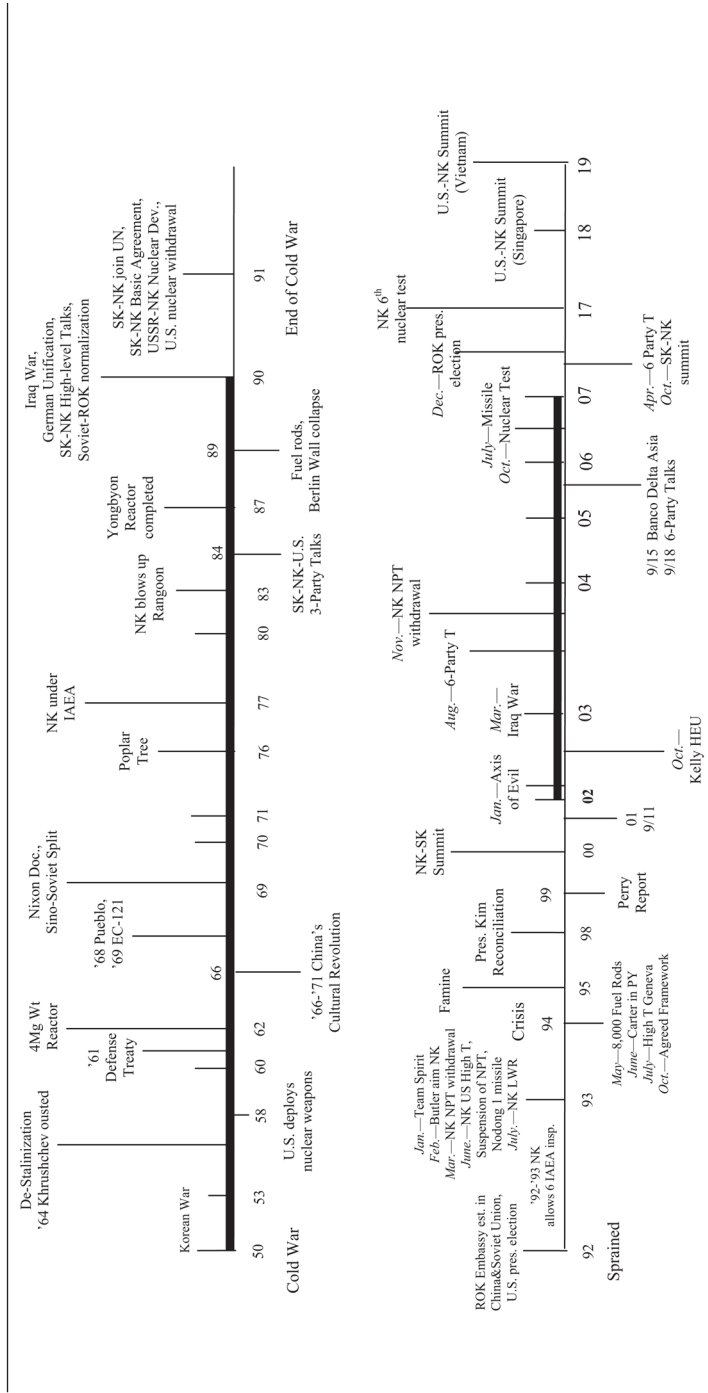 De-Stalinization
’64 Khrushchev ousted
Korean War
50
Cold War
53
58
U.S. deploys
nuclear weapons
60
’61
Defense
Treaty
4Mg Wt
Reactor
62
66
’66-’71 China’s
Cultural Revolution
’68 Pueblo,
’69 EC-121
Nixon Doc.,
Sino-Soviet Split
69
70
71
Poplar
Tree
76
NK under
IAEA
77
80
NK blows up
Rangoon
83
84
SK-NK-U.S.
3-Party Talks
Yongbyon
Reactor
completed
87
89
Fuel rods,
Berlin Wall collapse
Iraq War,
German Unification,
SK-NK High-level Talks,
Soviet-ROK normalization
90
SK-NK join UN,
SK-NK Basic Agreement,
USSR-NK Nuclear Dev.,
U.S. nuclear withdrawal
91
End of Cold War
ROK Embassy est. in
China&Soviet Union,
U.S. pres. election
92
Sprained
’92-’93 NK
allows 6 IAEA insp.
Jan.—Team Spirit
Feb.—Butler aim NK
Mar.—NK NPT withdrawal
June.—NK US High T,
Suspension of NPT,
Nodong 1 missile
July.—NK LWR
93
Crisis
94
May—8,000 Fuel Rods
June—Carter in PY
July—High T Geneva
Oct.—Agreed Framework
Famine
95
Pres. Kim
Reconciliation
98
99
Perry
Report
NK-SK
Summit
00
01
9/11
Jan.—Axis
of Evil
02
Oct.—
Kelly HEU
Mar.—
Iraq War
03
Aug.—6-Party T
Nov.—NK NPT
withdrawal
04
05
9/15 Banco Delta Asia
9/18 6-Party Talks
06
July—Missile
Oct.—Nuclear Test
07
Apr.—6 Party T
Oct.—SK-NK
summit
Dec.—ROK pres.
election
NK 6th
nuclear test
17
U.S.-NK Summit
(Singapore)
18
U.S.-NK Summit
(Vietnam)
19